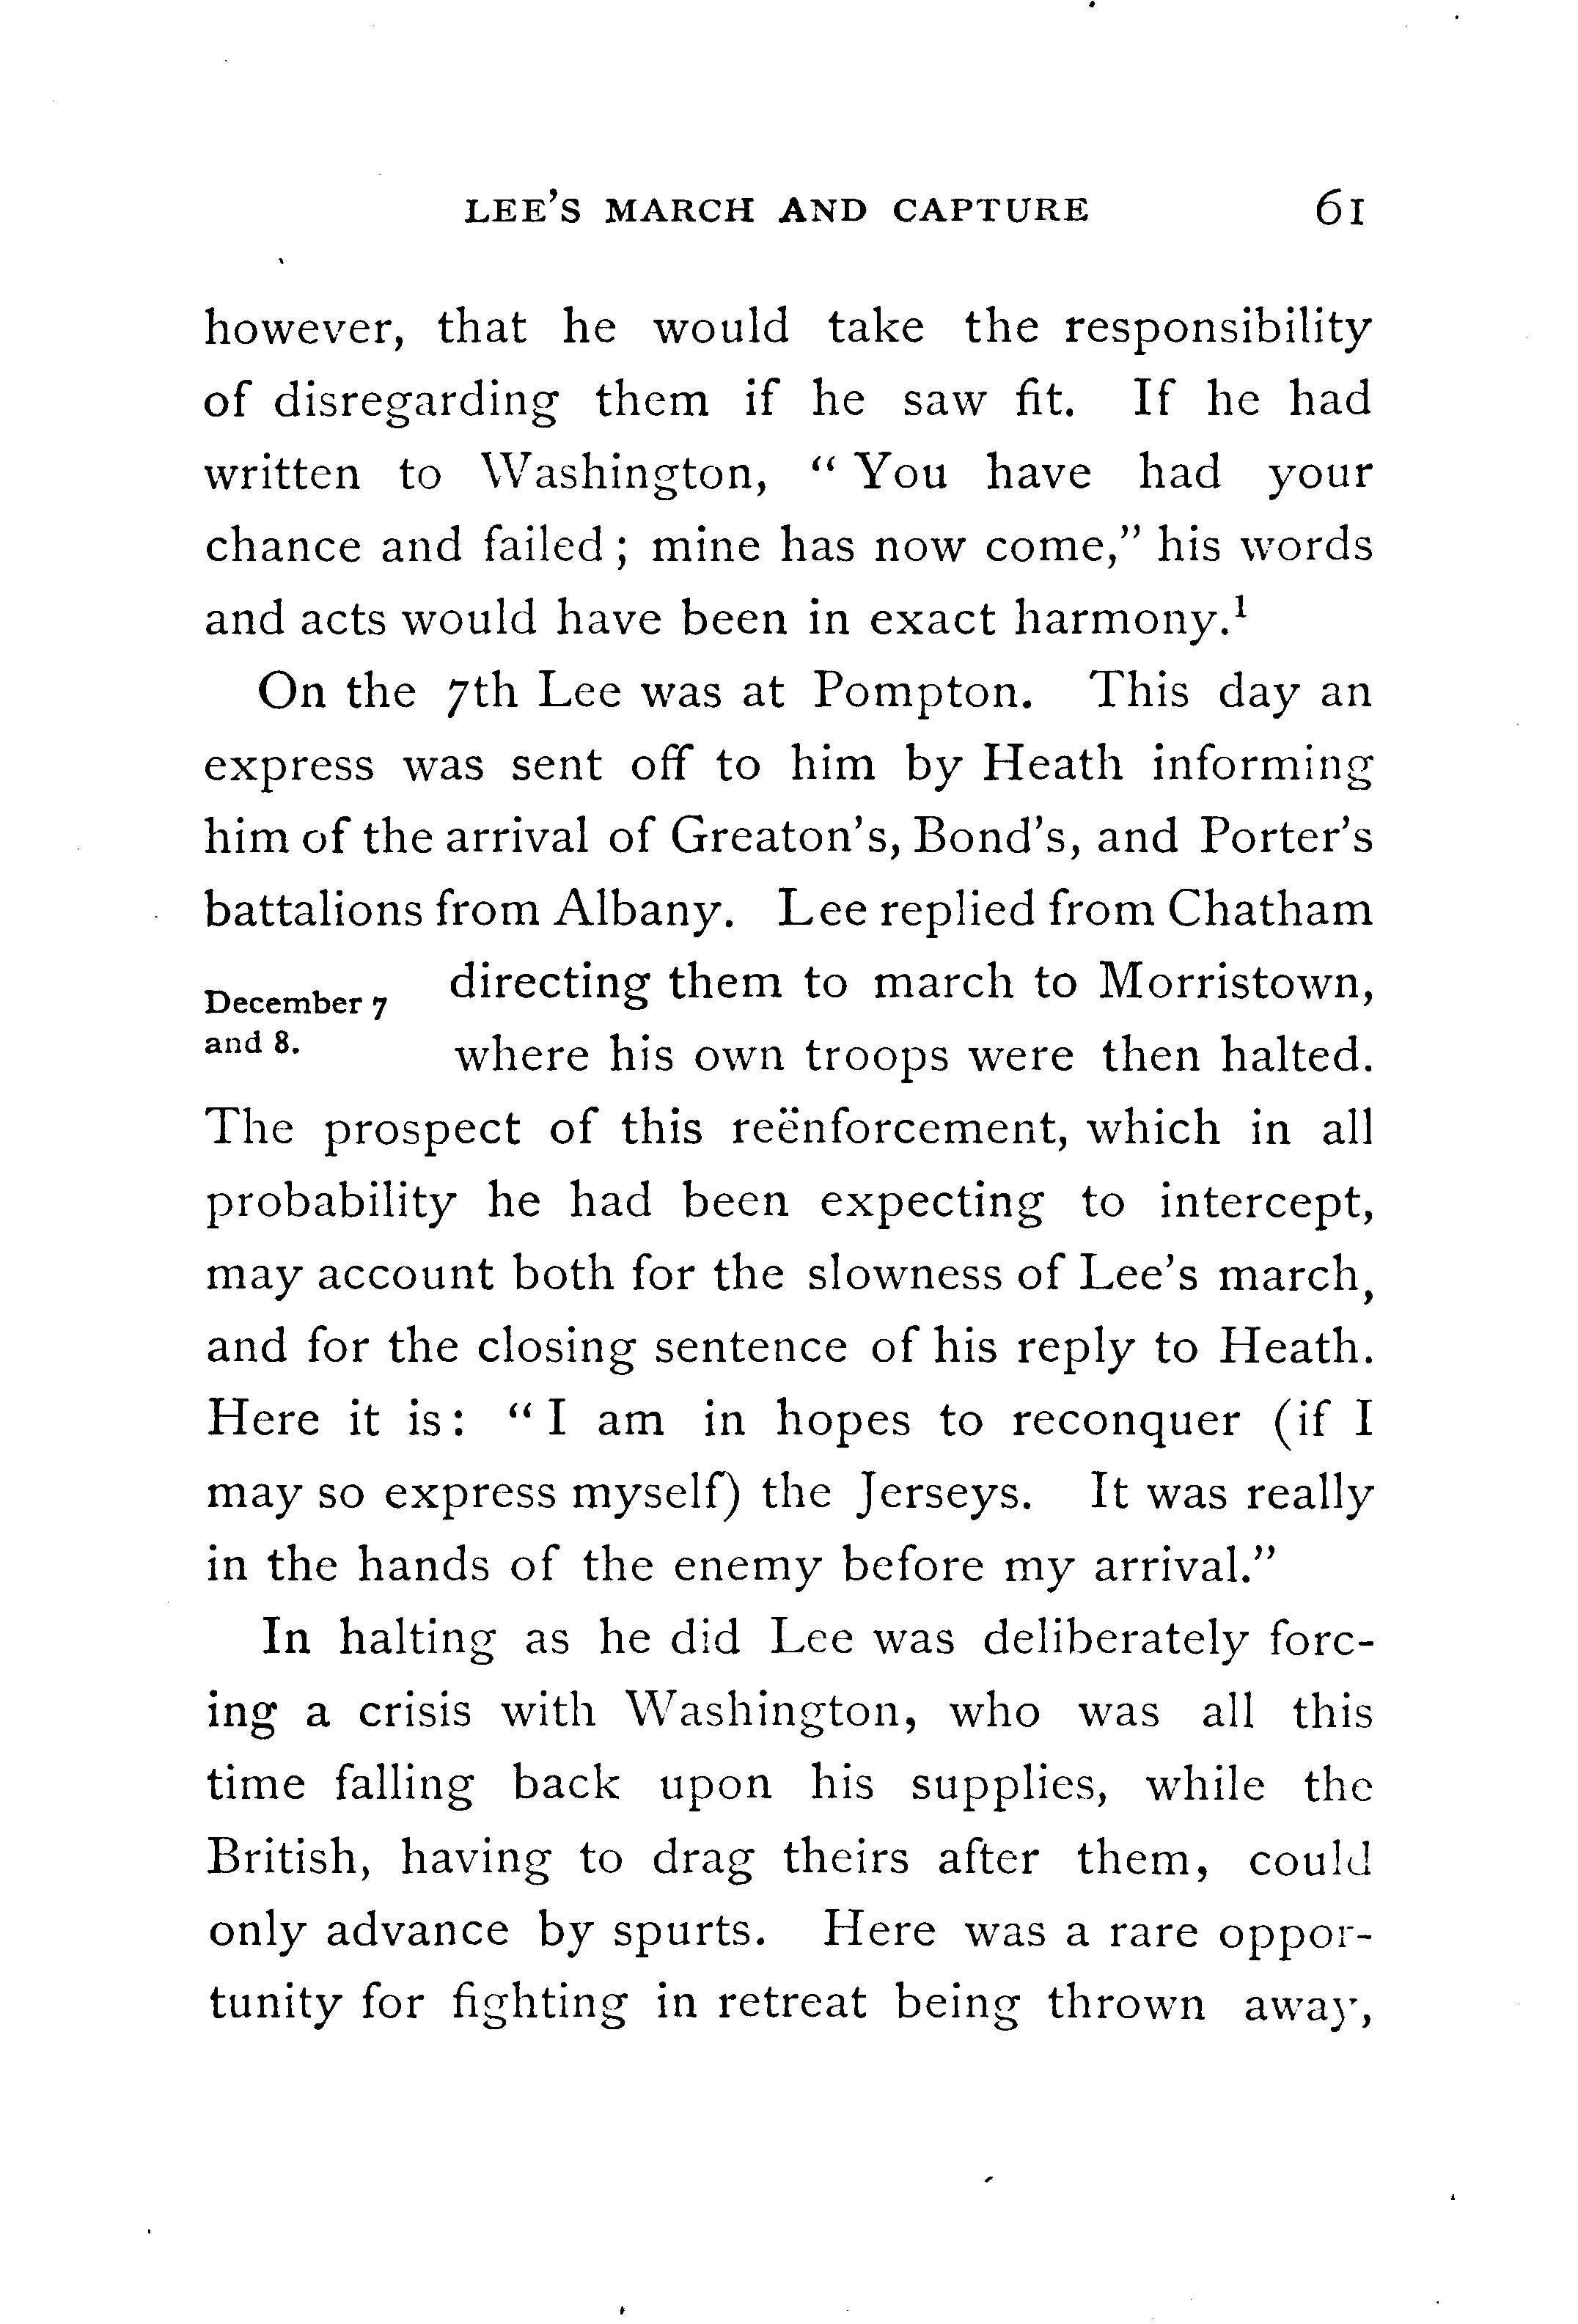 LEE'S MARCH AND CAPTURE 61
however, that he would take the responsibility
of disregarding them if he saw fit. If he had
written to Washington, “ You have had your
chance and failed ; mine has now come,” his words
and acts would have been in exact harmony.¹
On the 7th Lee was at Pompton. This day an
express was sent off to him by Heath informing
him of the arrival of Greaton's, Bond's, and Porter's
battalions from Albany. Lee replied from Chatham
December 7
and 8.
directing them to march to Morristown,
where his own troops were then halted.
The prospect of this reënforcement, which in all
probability he had been expecting to intercept,
may account both for the slowness of Lee's march,
and for the closing sentence of his reply to Heath.
Here it is : “ I am in hopes to reconquer (if I
may so express myself) the Jerseys. It was really
in the hands of the enemy before my arrival.”
In halting as he did Lee was deliberately forc-
ing a crisis with Washington, who was all this
time falling back upon his supplies, while the
British, having to drag theirs after them, could
only advance by spurts. Here was a rare oppor-
tunity for fighting in retreat being thrown away,